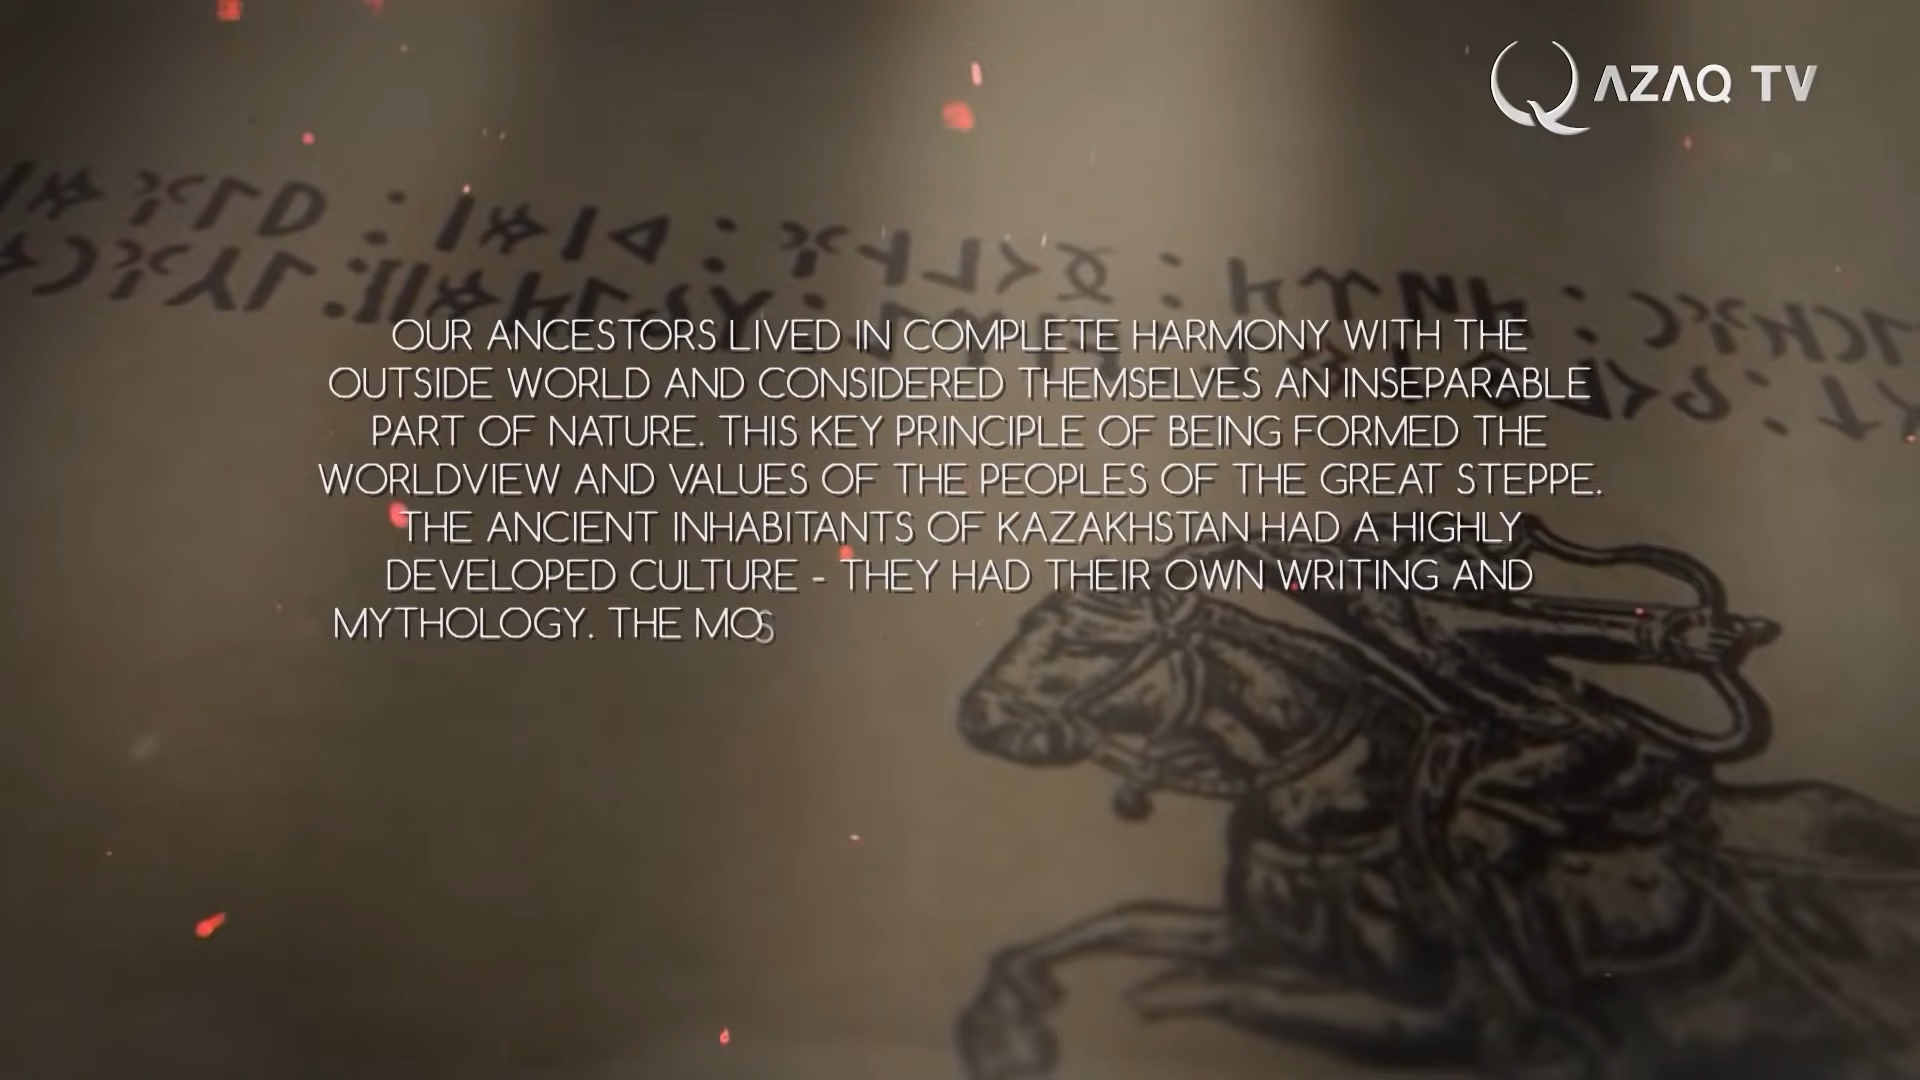 QAZAQ TV
OUR ANCESTORS LIVED IN COMPLETE HARMONY WITH THE
OUTSIDE WORLD AND CONSIDERED THEMSELVES AN INSEPARABLE
PART OF NATURE. THIS KEY PRINCIPLE OF BEING FORMED THE
WORLDVIEW AND VALUES OF THE PEOPLES OF THE GREAT STEPPE.
THE ANCIENT INHABITANTS OF KAZAKHSTAN HAD A HIGHLY
DEVELOPED CULTURE - THEY HAD THEIR OWN WRITING AND
MYTHOLOGY. THE MOS